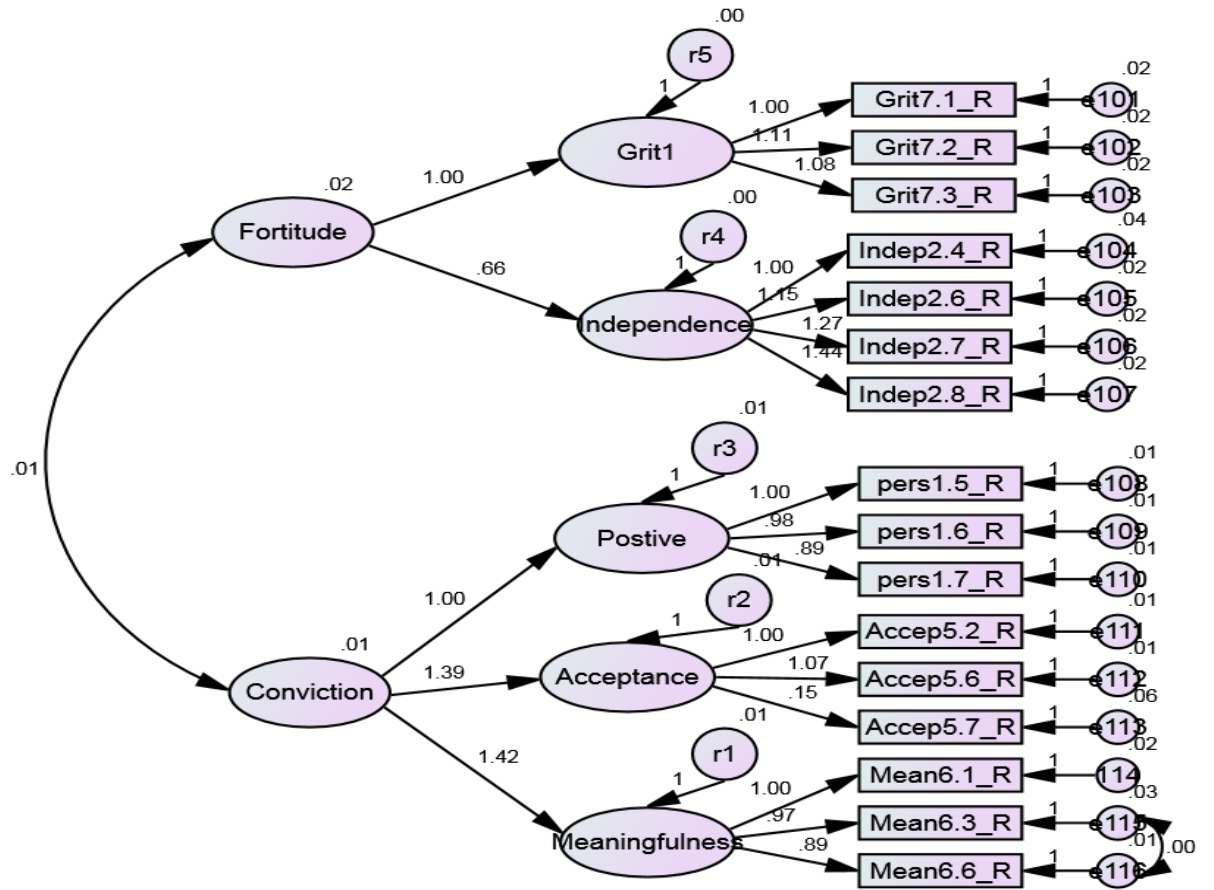 .00
r5
1
.02
1.00
Grit7.1_R
1
e101
.02
Grit1
1.11
Grit7.2_R
1
e102
.02
1.08
Grit7.3_R
1
e103
.02
Fortitude
1.00
.00
r4
1
.04
1.00
Indep2.4_R
1
e104
.02
.66
Independence
1.15
Indep2.6_R
1
e105
.02
1.27
Indep2.7_R
1
e106
.02
1.44
Indep2.8_R
1
e107
.01
.01
r3
1
.01
1.00
pers1.5_R
1
e108
.01
Postive
.98
pers1.6_R
1
e109
.01
.89
pers1.7_R
1
e110
.01
r2
1
.01
1.00
Accep5.2_R
1
e111
.01
1.00
.01
Conviction
1.39
Acceptance
1.07
Accep5.6_R
1
e112
.06
.15
Accep5.7_R
1
e113
.01
r1
1
.02
1.00
Mean6.1_R
1
114
.03
1.42
Meaningfulness
.97
Mean6.3_R
1
e115
.01
.00
.89
Mean6.6_R
1
e116